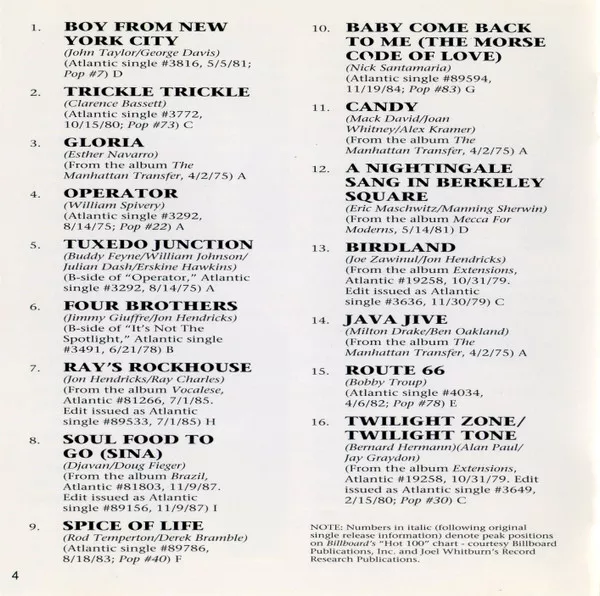 1. BOY FROM NEW
YORK CITY
(John Taylor/George Davis)
(Atlantic single #3816, 5/5/81;
Pop #7) D
2. TRICKLE TRICKLE
(Clarence Bassett)
(Atlantic single #3772,
10/15/80; Pop #73) C
3. GLORIA
(Esther Navarro)
(From the album The
Manhattan Transfer, 4/2/75) A
4. OPERATOR
(William Spivery)
(Atlantic single #3292,
8/14/75; Pop #22) A
5. TUXEDO JUNCTION
(Buddy Feyne/William Johnson/
Julian Dash/Erskine Hawkins)
(B-side of "Operator," Atlantic
single #3292, 8/14/75) A
6. FOUR BROTHERS
(Jimmy Giuffre/Jon Hendricks)
(B-side of "It's Not The
Spotlight," Atlantic single
#3491, 6/21/78) B
7. RAY'S ROCKHOUSE
(Jon Hendricks/Ray Charles)
(From the album Vocalese,
Atlantic #81266, 7/1/85.
Edit issued as Atlantic
single #89533, 7/1/85) H
8. SOUL FOOD TO
GO (SINA)
(Djavan/Doug Fieger)
(From the album Brazil,
Atlantic #81803, 11/9/87.
Edit issued as Atlantic
single #89156, 11/9/87) I
9. SPICE OF LIFE
(Rod Temperton/Derek Bramble)
(Atlantic single #89786,
8/18/83; Pop #40) F
4
10. BABY COME BACK
TO ME (THE MORSE
CODE OF LOVE)
(Nick Santamaria)
(Atlantic single #89594,
11/19/84; Pop #83) G
11. CANDY
(Mack David/Joan
Whitney/Alex Kramer)
(From the album The
Manhattan Transfer, 4/2/75) A
12. A NIGHTINGALE
SANG IN BERKELEY
SQUARE
(Eric Maschwitz/Manning Sherwin)
(From the album Mecca For
Moderns, 5/14/81) D
13. BIRDLAND
(Joe Zawinul/Jon Hendricks)
(From the album Extensions,
Atlantic #19258, 10/31/79.
Edit issued as Atlantic
single #3636, 11/30/79) C
14. JAVA JIVE
(Milton Drake/Ben Oakland)
(From the album The
Manhattan Transfer, 4/2/75) A
15. ROUTE 66
(Bobby Troup)
(Atlantic single #4034,
4/6/82; Pop #78) E
16. TWILIGHT ZONE/
TWILIGHT TONE
(Bernard Hermann)(Alan Paul/
Jay Graydon)
(From the album Extensions,
Atlantic #19258, 10/31/79. Edit
issued as Atlantic single #3649,
2/15/80; Pop #30) C
NOTE: Numbers in italic (following original
single release information) denote peak positions
on Billboard's "Hot 100" chart - courtesy Billboard
Publications, Inc. and Joel Whitburn's Record
Research Publications.